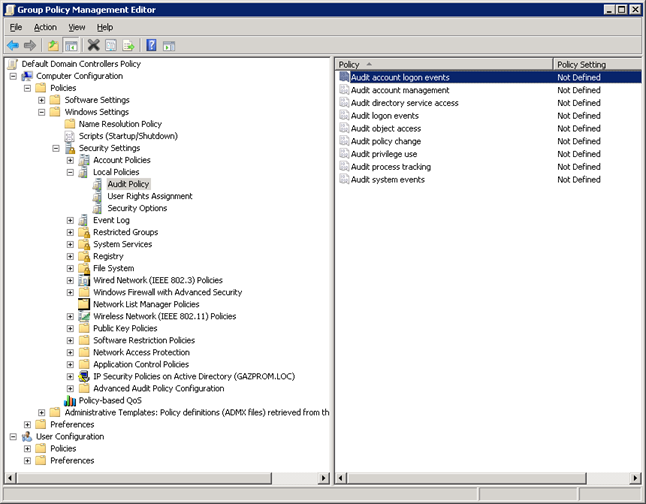 Group Policy Management Editor
File Action View Help
Default Domain Controllers Policy
Computer Configuration
Policies
Software Settings
Windows Settings
Name Resolution Policy
Scripts (Startup/Shutdown)
Security Settings
Account Policies
Local Policies
Audit Policy
User Rights Assignment
Security Options
Event Log
Restricted Groups
System Services
Registry
File System
Wired Network (IEEE 802.3) Policies
Windows Firewall with Advanced Security
Network List Manager Policies
Wireless Network (IEEE 802.11) Policies
Public Key Policies
Software Restriction Policies
Network Access Protection
Application Control Policies
IP Security Policies on Active Directory (GAZPROM.LOC)
Advanced Audit Policy Configuration
Policy-based QoS
Administrative Templates: Policy definitions (ADMX files) retrieved from th
Preferences
User Configuration
Policies
Preferences
Policy Policy Setting
Audit account logon events Not Defined
Audit account management Not Defined
Audit directory service access Not Defined
Audit logon events Not Defined
Audit object access Not Defined
Audit policy change Not Defined
Audit privilege use Not Defined
Audit process tracking Not Defined
Audit system events Not Defined